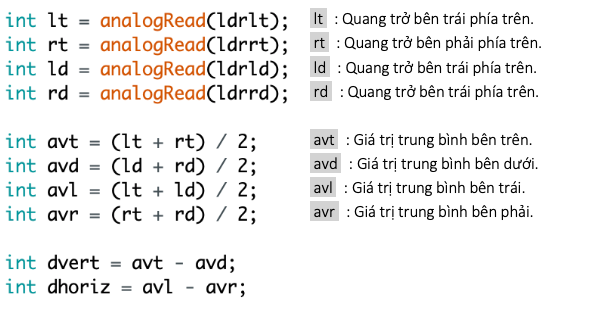 int lt = analogRead(ldrlt); lt : Quang trở bên trái phía trên.
int rt = analogRead(ldrrt); rt : Quang trở bên phải phía trên.
int ld = analogRead(ldrld); ld : Quang trở bên trái phía trên.
int rd = analogRead(ldrrd); rd : Quang trở bên trái phía trên.
int avt = (lt + rt) / 2; avt : Giá trị trung bình bên trên.
int avd = (ld + rd) / 2; avd : Giá trị trung bình bên dưới.
int avl = (lt + ld) / 2; avl : Giá trị trung bình bên trái.
int avr = (rt + rd) / 2; avr : Giá trị trung bình bên phải.
int dvert = avt - avd;
int dhoriz = avl - avr;